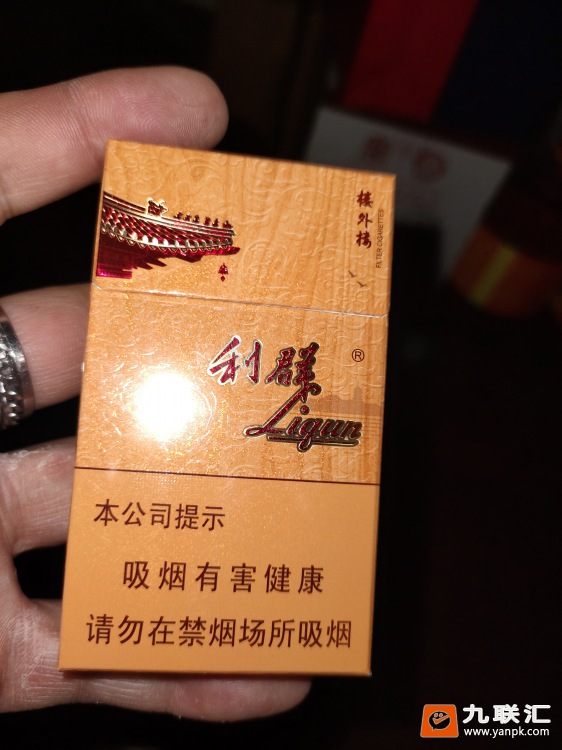 楼外楼
FILTER CIGARETTES
利群
®
Liqun
本公司提示
吸烟有害健康
请勿在禁烟场所吸烟
九联汇
www.yanpk.com